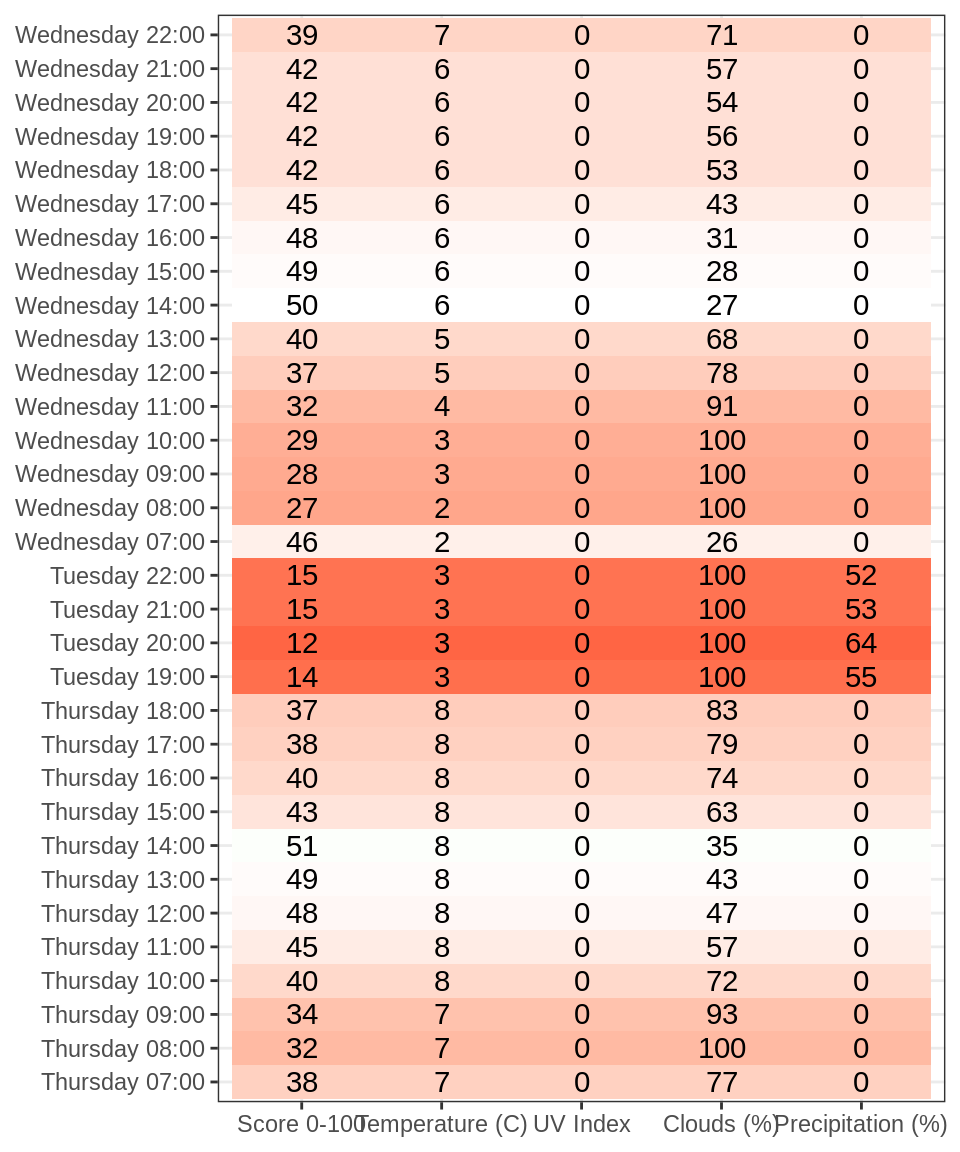 Wednesday 22:00 39 7 0 71 0
Wednesday 21:00 42 6 0 57 0
Wednesday 20:00 42 6 0 54 0
Wednesday 19:00 42 6 0 56 0
Wednesday 18:00 42 6 0 53 0
Wednesday 17:00 45 6 0 43 0
Wednesday 16:00 48 6 0 31 0
Wednesday 15:00 49 6 0 28 0
Wednesday 14:00 50 6 0 27 0
Wednesday 13:00 40 5 0 68 0
Wednesday 12:00 37 5 0 78 0
Wednesday 11:00 32 4 0 91 0
Wednesday 10:00 29 3 0 100 0
Wednesday 09:00 28 3 0 100 0
Wednesday 08:00 27 2 0 100 0
Wednesday 07:00 46 2 0 26 0
Tuesday 22:00 15 3 0 100 52
Tuesday 21:00 15 3 0 100 53
Tuesday 20:00 12 3 0 100 64
Tuesday 19:00 14 3 0 100 55
Thursday 18:00 37 8 0 83 0
Thursday 17:00 38 8 0 79 0
Thursday 16:00 40 8 0 74 0
Thursday 15:00 43 8 0 63 0
Thursday 14:00 51 8 0 35 0
Thursday 13:00 49 8 0 43 0
Thursday 12:00 48 8 0 47 0
Thursday 11:00 45 8 0 57 0
Thursday 10:00 40 8 0 72 0
Thursday 09:00 34 7 0 93 0
Thursday 08:00 32 7 0 100 0
Thursday 07:00 38 7 0 77 0
Score 0-100 Temperature (C) UV Index Clouds (%) Precipitation (%)